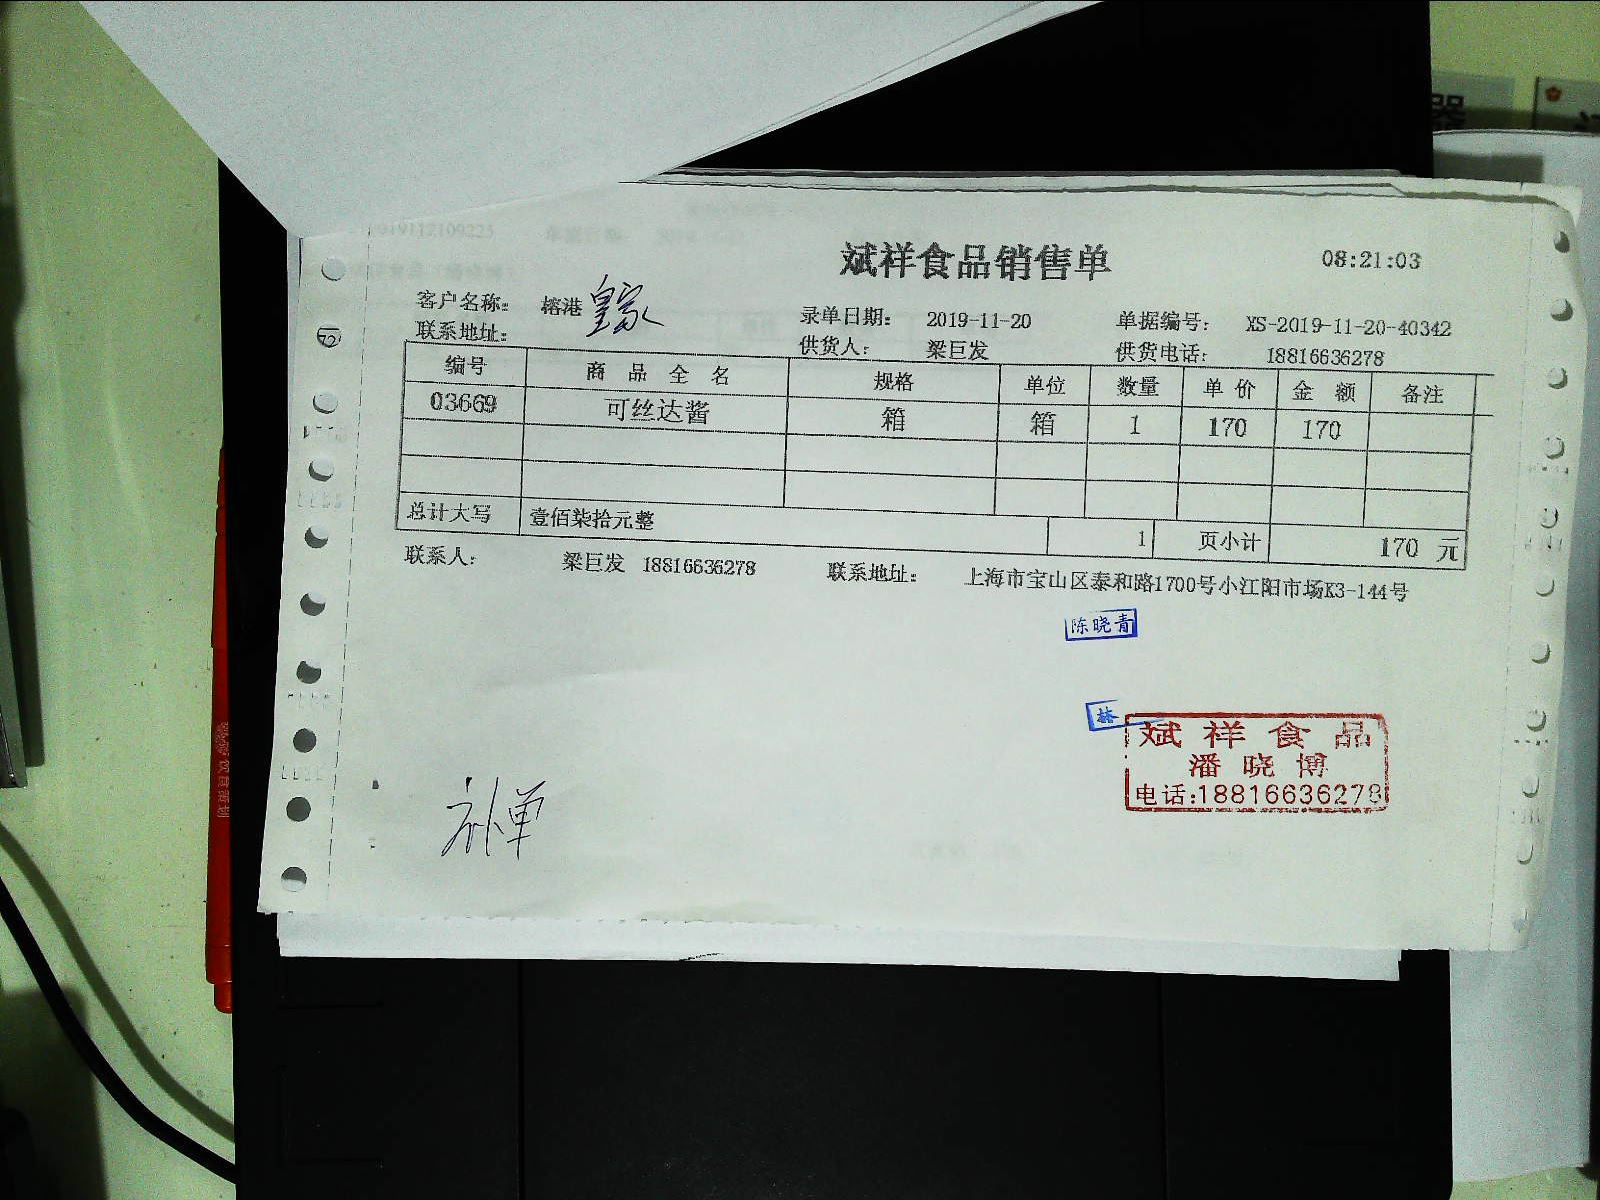 斌祥食品销售单
08:21:03
客户名称: 榕港 皇家
录单日期: 2019-11-20
单据编号: XS-2019-11-20-40342
联系地址:
供货人: 梁巨发
供货电话: 18816636278
编号 商品全名 规格 单位 数量 单价 金额 备注
03669 可丝达酱 箱 箱 1 170 170
总计大写 壹佰柒拾元整 1 页小计 170 元
联系人: 梁巨发 18816636278 联系地址: 上海市宝山区泰和路1700号小江阳市场K3-144号
陈晓青
林
斌祥食品
潘晓博
电话:18816636278
补单
器